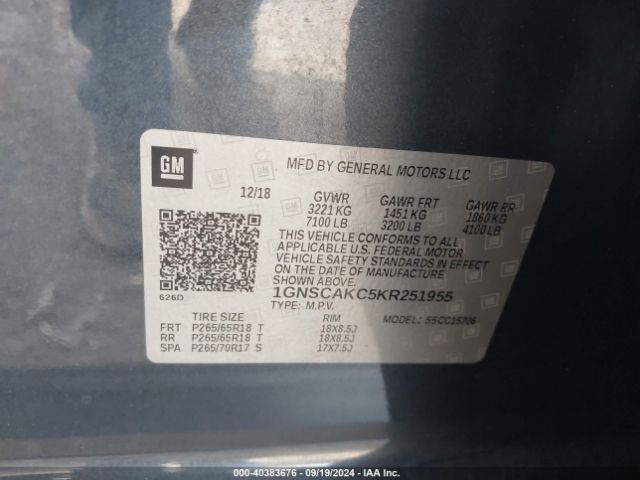 GM
MFD BY GENERAL MOTORS LLC
12/18 GVWR GAWR FRT GAWR RR
3221 KG 1451 KG 1860 KG
7100 LB 3200 LB 4100 LB
THIS VEHICLE CONFORMS TO ALL
APPLICABLE U.S. FEDERAL MOTOR
VEHICLE SAFETY STANDARDS IN EFFECT
ON THE DATE OF MANUFACTURE
SHOWN ABOVE.
626D
1GNSCAKC5KR251955
TYPE: M.P.V. MODEL: 55CC15706
TIRE SIZE RIM
FRT P265/65R18 T 18X8.5J
RR P265/65R18 T 18X8.5J
SPA P265/70R17 S 17X7.5J
000-40383676 - 09/19/2024 - IAA Inc.